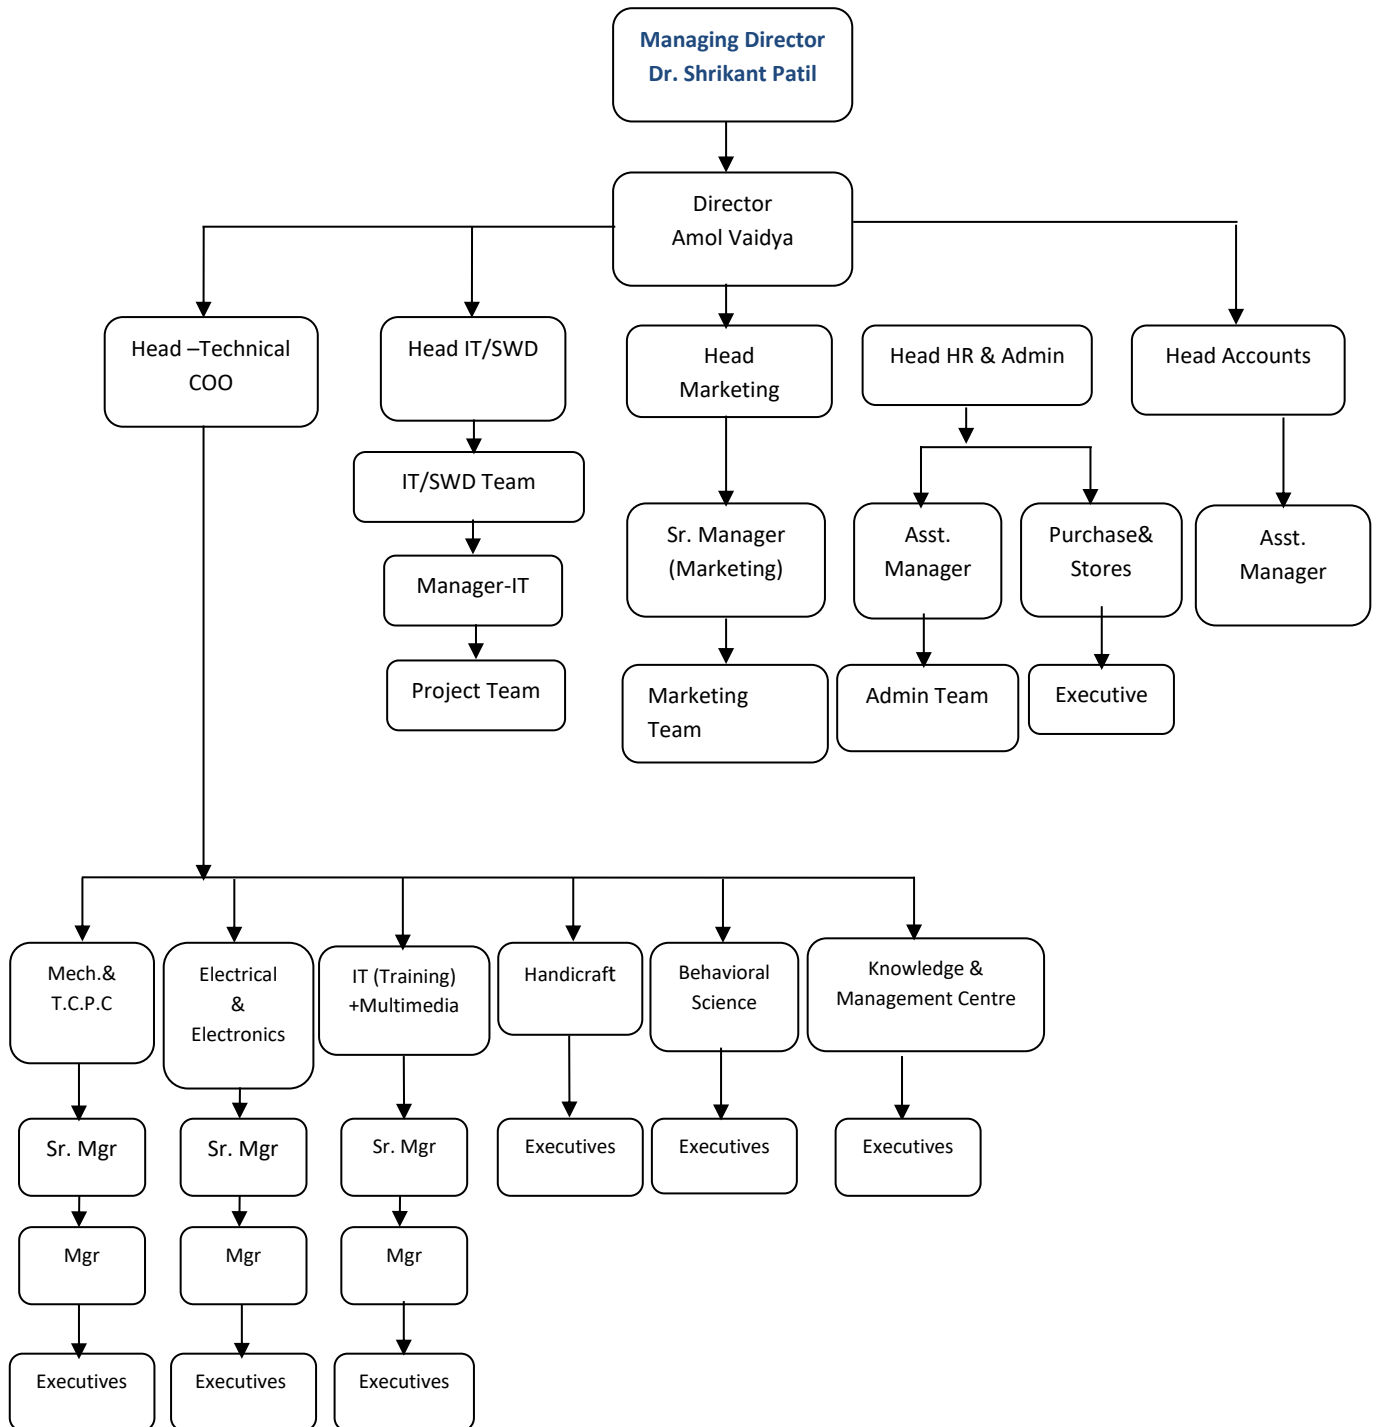 Managing Director
Dr. Shrikant Patil
Director
Amol Vaidya
Head –Technical
COO
Head IT/SWD
Head
Marketing
Head HR & Admin
Head Accounts
IT/SWD Team
Sr. Manager
(Marketing)
Asst.
Manager
Purchase&
Stores
Asst.
Manager
Manager-IT
Project Team
Marketing
Team
Admin Team
Executive
Mech.&
T.C.P.C
Electrical
&
Electronics
IT (Training)
+Multimedia
Handicraft
Behavioral
Science
Knowledge &
Management Centre
Sr. Mgr
Sr. Mgr
Sr. Mgr
Executives
Executives
Executives
Mgr
Mgr
Mgr
Executives
Executives
Executives